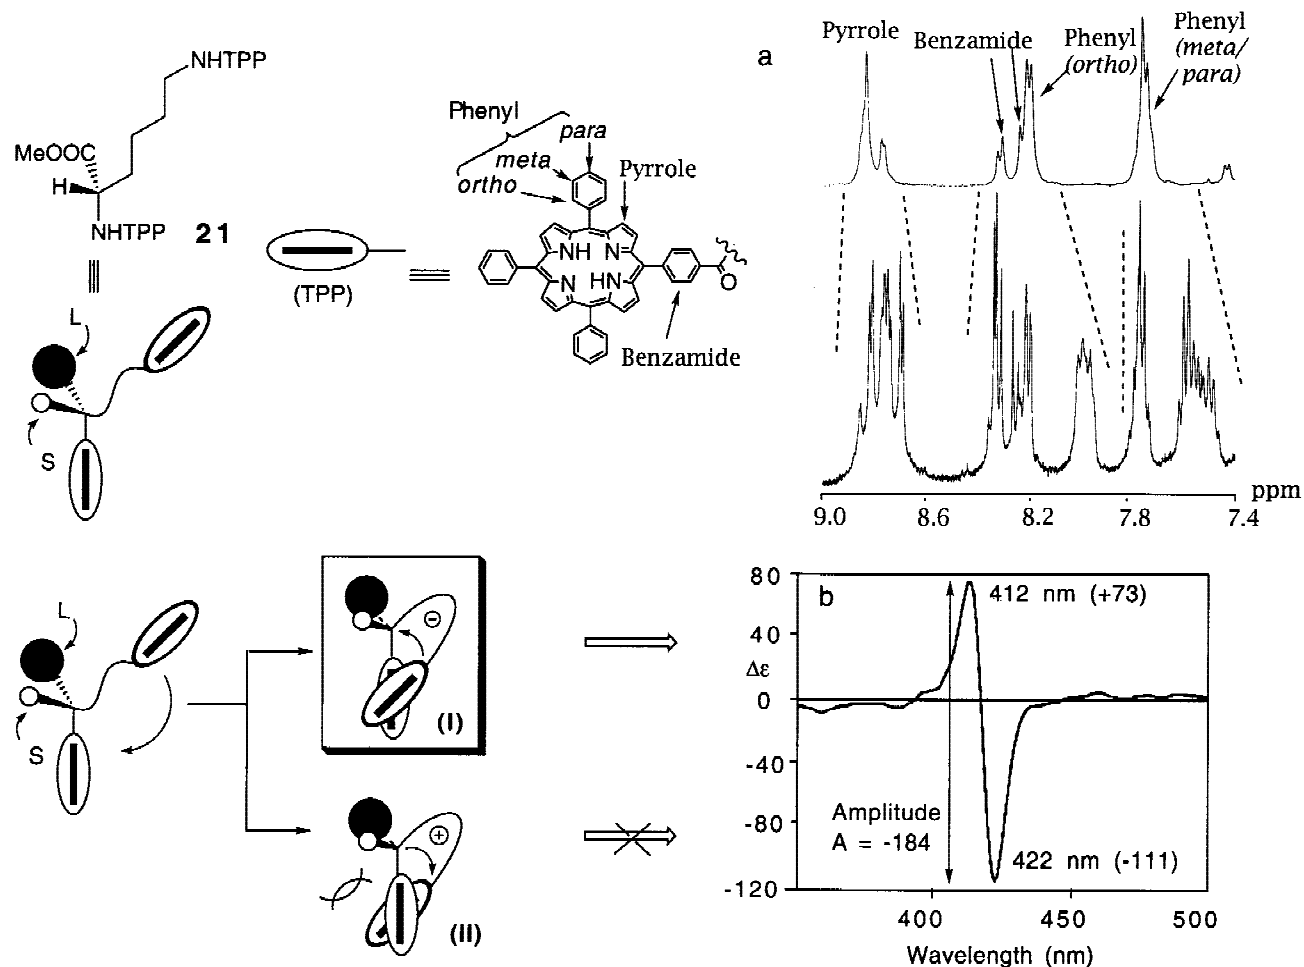 NHTPP
MeOOC
H
NHTPP
21
L
S
(TPP)
Phenyl
para
meta
ortho
Pyrrole
NH
N
N
HN
O
Benzamide
a
Pyrrole
Benzamide
Phenyl
(ortho)
Phenyl
(meta/
para)
ppm
9.0 8.6 8.2 7.8 7.4
L
S
(I)
(II)
b
80
40
Δε
0
-40
-80
-120
412 nm (+73)
Amplitude
A = -184
422 nm (-111)
400 450 500
Wavelength (nm)